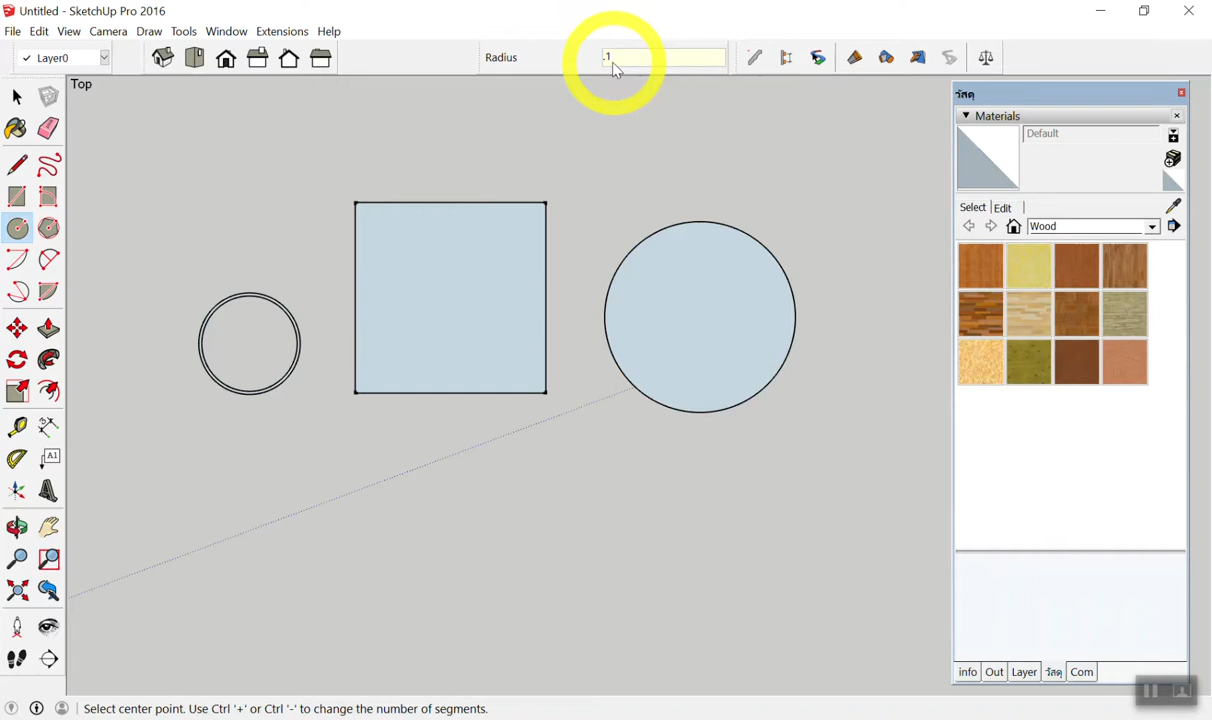 Untitled - SketchUp Pro 2016
File Edit View Camera Draw Tools Window Extensions Help
Layer0
Radius
.1
Top
วัสดุ
Materials
Default
Select Edit
Wood
A1
info Out Layer วัสดุ Com
Select center point. Use Ctrl '+' or Ctrl '-' to change the number of segments.